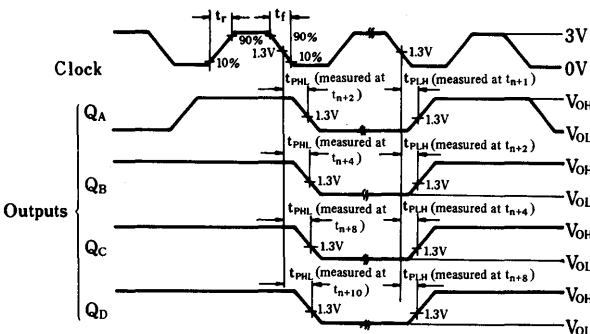 tr
tf
90%
90%
3V
1.3V
1.3V
10%
10%
0V
Clock
tPHL (measured at tn+2)
tPLH (measured at tn+1)
QA
VOH
1.3V
1.3V
VOL
tPHL (measured at tn+4)
tPLH (measured at tn+2)
QB
VOH
1.3V
1.3V
VOL
Outputs
tPHL (measured at tn+8)
tPLH (measured at tn+4)
QC
VOH
1.3V
1.3V
VOL
tPHL (measured at tn+10)
tPLH (measured at tn+8)
QD
VOH
1.3V
1.3V
VOL